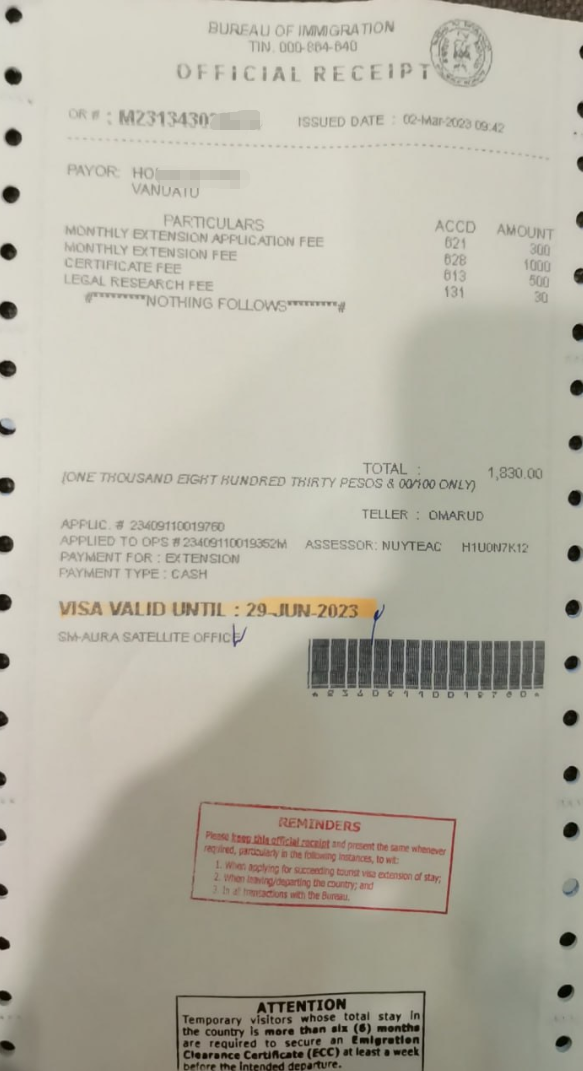 BUREAU OF IMMIGRATION
TIN. 000-864-640
OFFICIAL RECEIPT
OR # : M23134302
ISSUED DATE : 02-Mar-2023 09:42
PAYOR: HO
VANUATU
PARTICULARS ACCD AMOUNT
MONTHLY EXTENSION APPLICATION FEE 621 300
MONTHLY EXTENSION FEE 628 1000
CERTIFICATE FEE 613 500
LEGAL RESEARCH FEE 131 30
#*********NOTHING FOLLOWS*********#
TOTAL : 1,830.00
(ONE THOUSAND EIGHT HUNDRED THIRTY PESOS & 00/100 ONLY)
TELLER : OMARUD
APPLIC. # 23409110019760
APPLIED TO OPS # 23409110019352M ASSESSOR: NUYTEAC H1U0N7K12
PAYMENT FOR : EXTENSION
PAYMENT TYPE : CASH
VISA VALID UNTIL : 29-JUN-2023
SM-AURA SATELLITE OFFICE
REMINDERS
Please keep this official receipt and present the same whenever
required, particularly in the following instances, to wit:
1. When applying for succeeding tourist visa extension of stay;
2. When leaving/departing the country; and
3. In all transactions with the Bureau.
ATTENTION
Temporary visitors whose total stay in
the country is more than six (6) months
are required to secure an Emigration
Clearance Certificate (ECC) at least a week
before the intended departure.